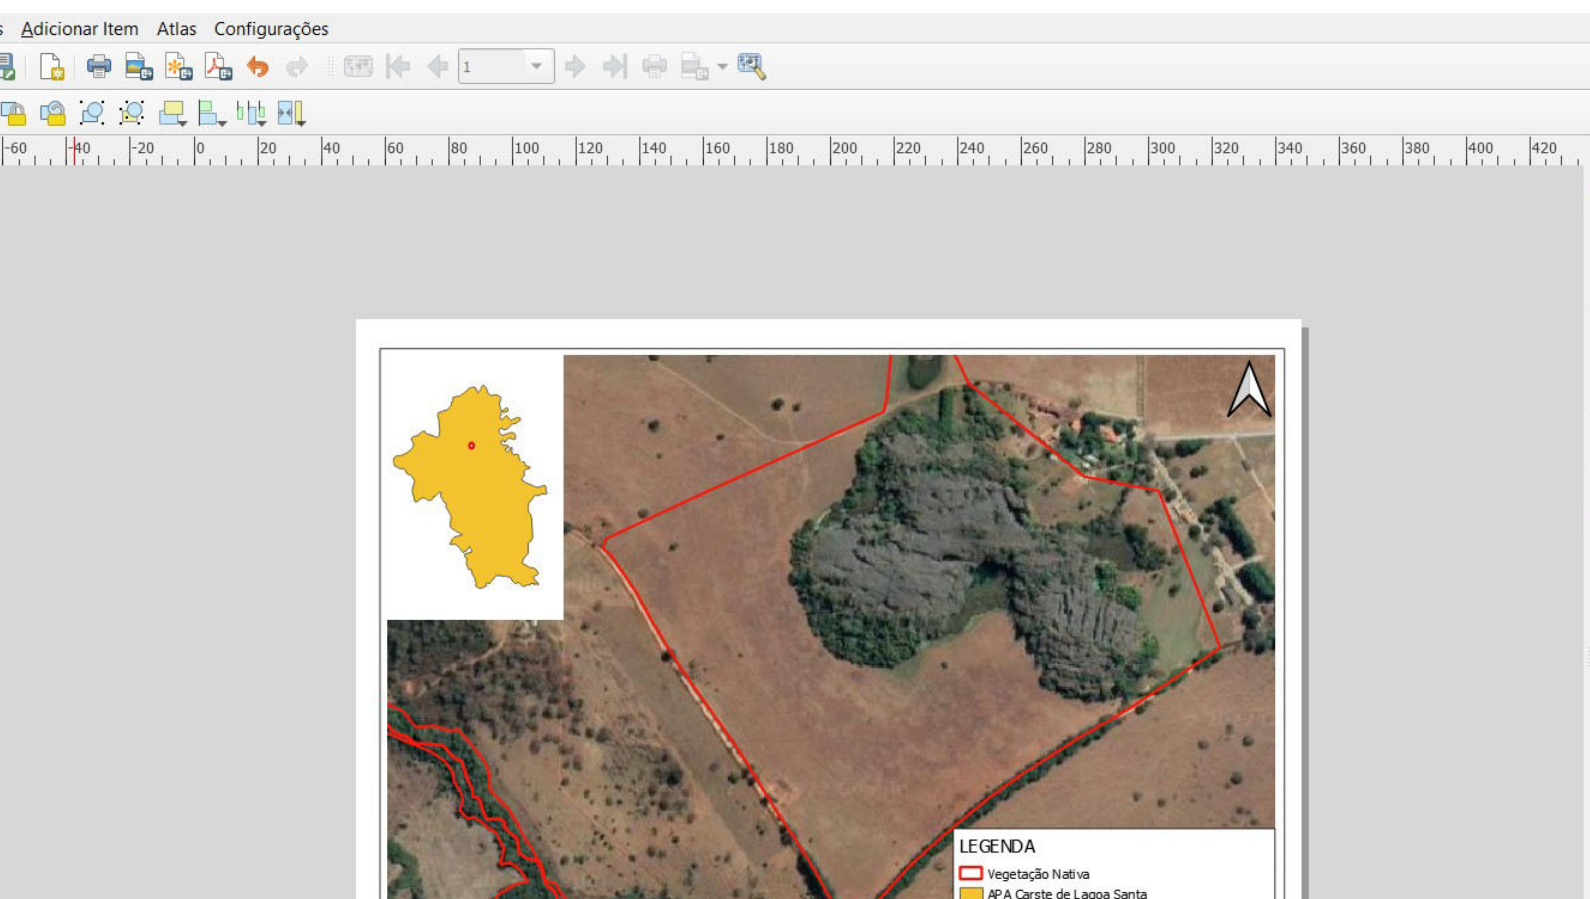 s Adicionar Item Atlas Configurações
1
-60 -40 -20 0 20 40 60 80 100 120 140 160 180 200 220 240 260 280 300 320 340 360 380 400 420
LEGENDA
Vegetação Nativa
APA Carste de Lagoa Santa